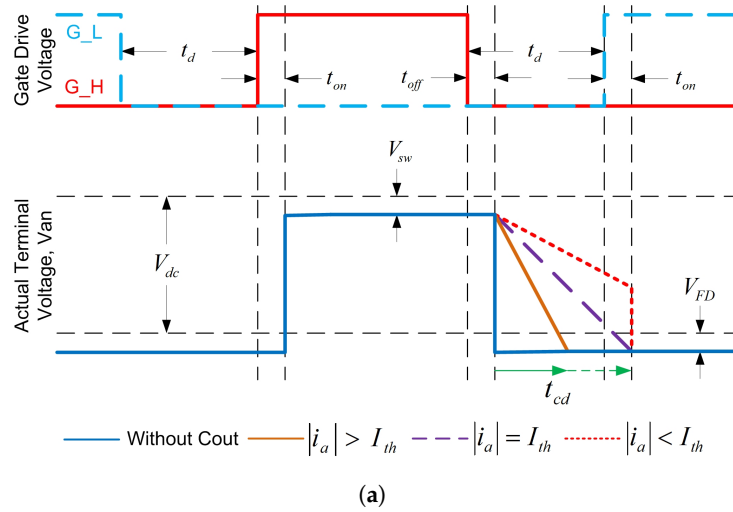 Gate Drive Voltage
G_L
G_H
t_d
t_on
t_off
t_d
t_on
Actual Terminal Voltage, Van
V_sw
V_dc
V_FD
t_cd
Without Cout
|i_a| > I_th
|i_a| = I_th
|i_a| < I_th
(a)